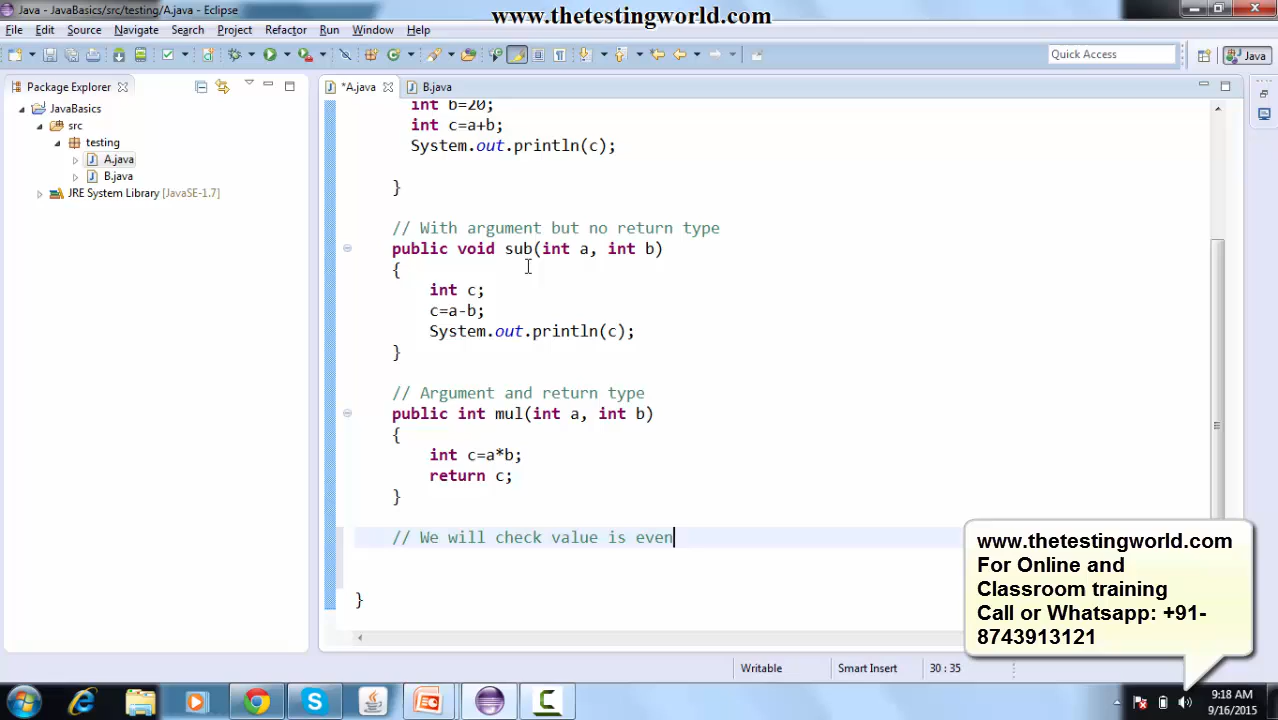 Java - JavaBasics/src/testing/A.java - Eclipse
www.thetestingworld.com
File Edit Source Navigate Search Project Refactor Run Window Help
Quick Access
Java
Package Explorer
*A.java
B.java
JavaBasics
src
testing
A.java
B.java
JRE System Library [JavaSE-1.7]
int b=20;
int c=a+b;
System.out.println(c);
}
// With argument but no return type
public void sub(int a, int b)
{
int c;
c=a-b;
System.out.println(c);
}
// Argument and return type
public int mul(int a, int b)
{
int c=a*b;
return c;
}
// We will check value is even
}
www.thetestingworld.com
For Online and
Classroom training
Call or Whatsapp: +91-
8743913121
Writable
Smart Insert
30 : 35
9:18 AM
9/16/2015